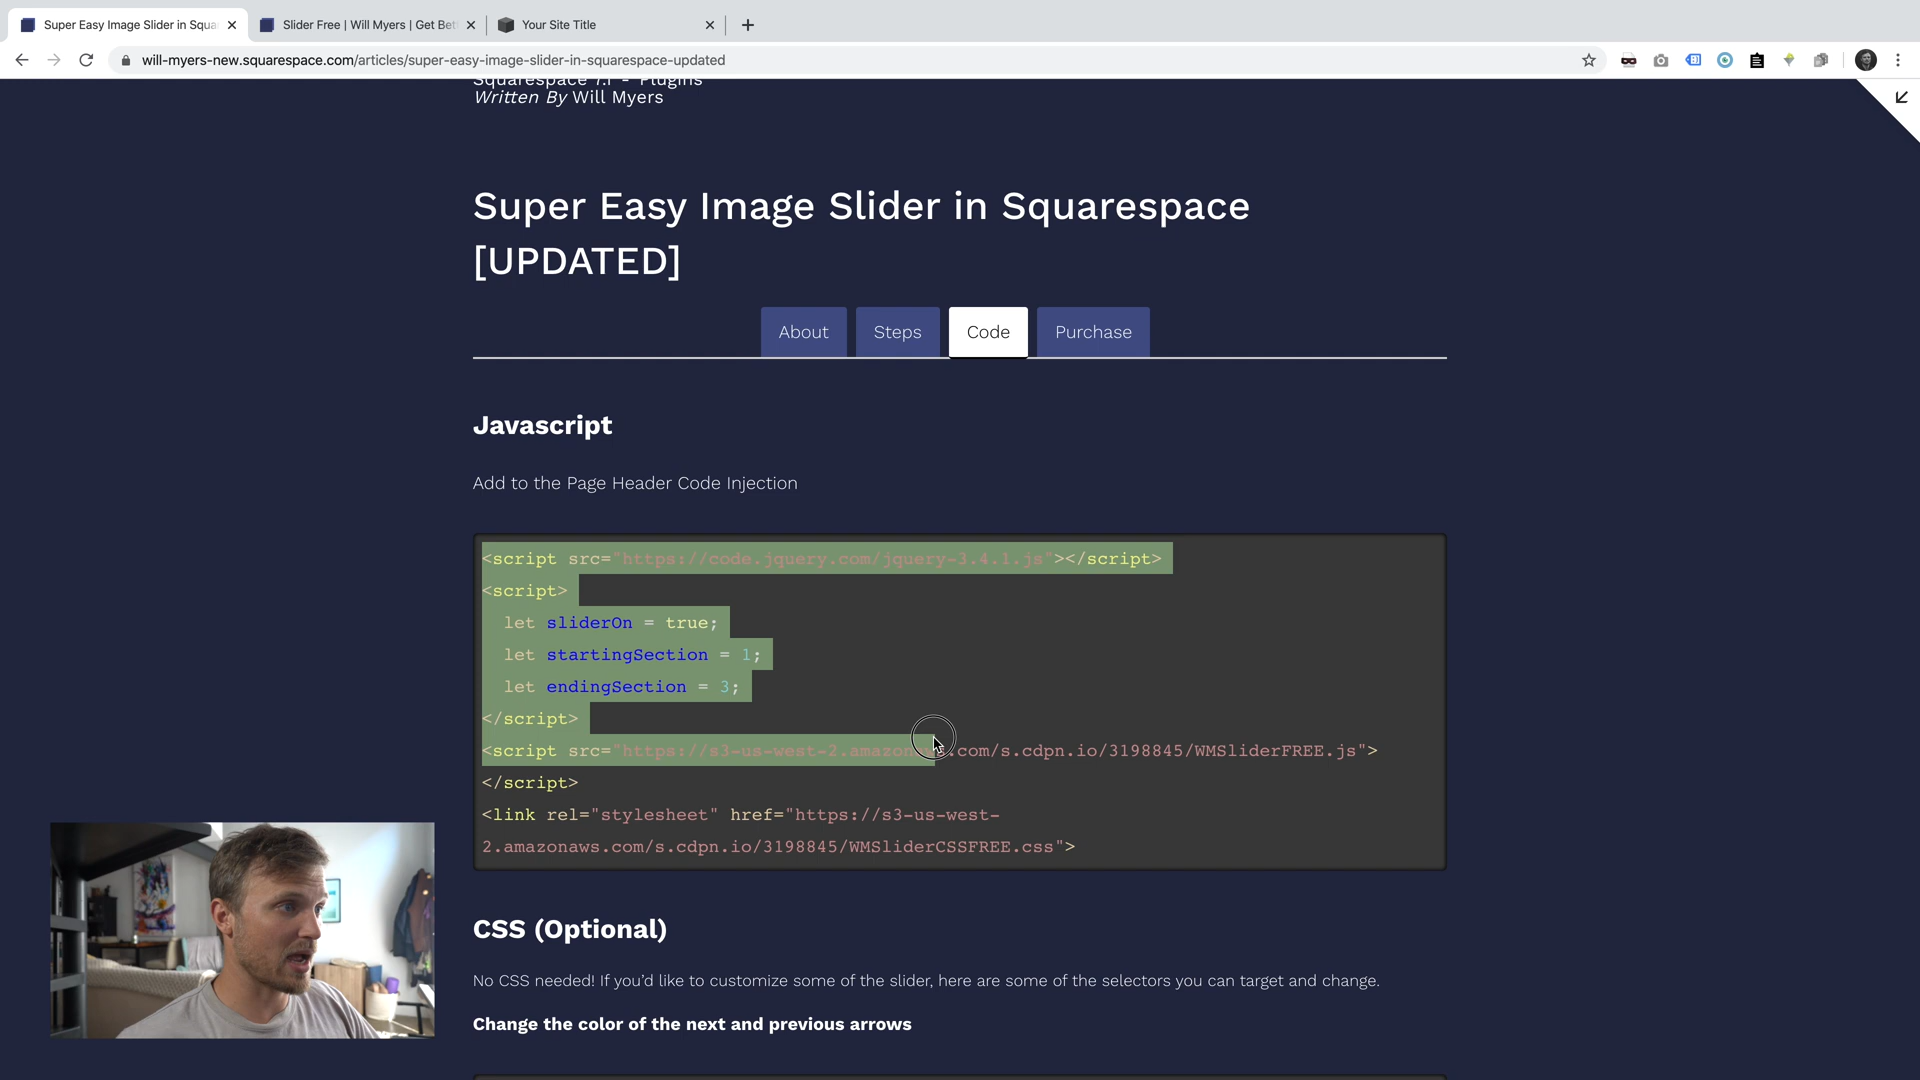 Super Easy Image Slider in Squa
Slider Free | Will Myers | Get Bet
Your Site Title
will-myers-new.squarespace.com/articles/super-easy-image-slider-in-squarespace-updated
Squarespace 7.1 - Plugins
Written By Will Myers
Super Easy Image Slider in Squarespace
[UPDATED]
About
Steps
Code
Purchase
Javascript
Add to the Page Header Code Injection
<script src="https://code.jquery.com/jquery-3.4.1.js"></script>
<script>
let sliderOn = true;
let startingSection = 1;
let endingSection = 3;
</script>
<script src="https://s3-us-west-2.amazonaws.com/s.cdpn.io/3198845/WMSliderFREE.js">
</script>
<link rel="stylesheet" href="https://s3-us-west-
2.amazonaws.com/s.cdpn.io/3198845/WMSliderCSSFREE.css">
CSS (Optional)
No CSS needed! If you'd like to customize some of the slider, here are some of the selectors you can target and change.
Change the color of the next and previous arrows